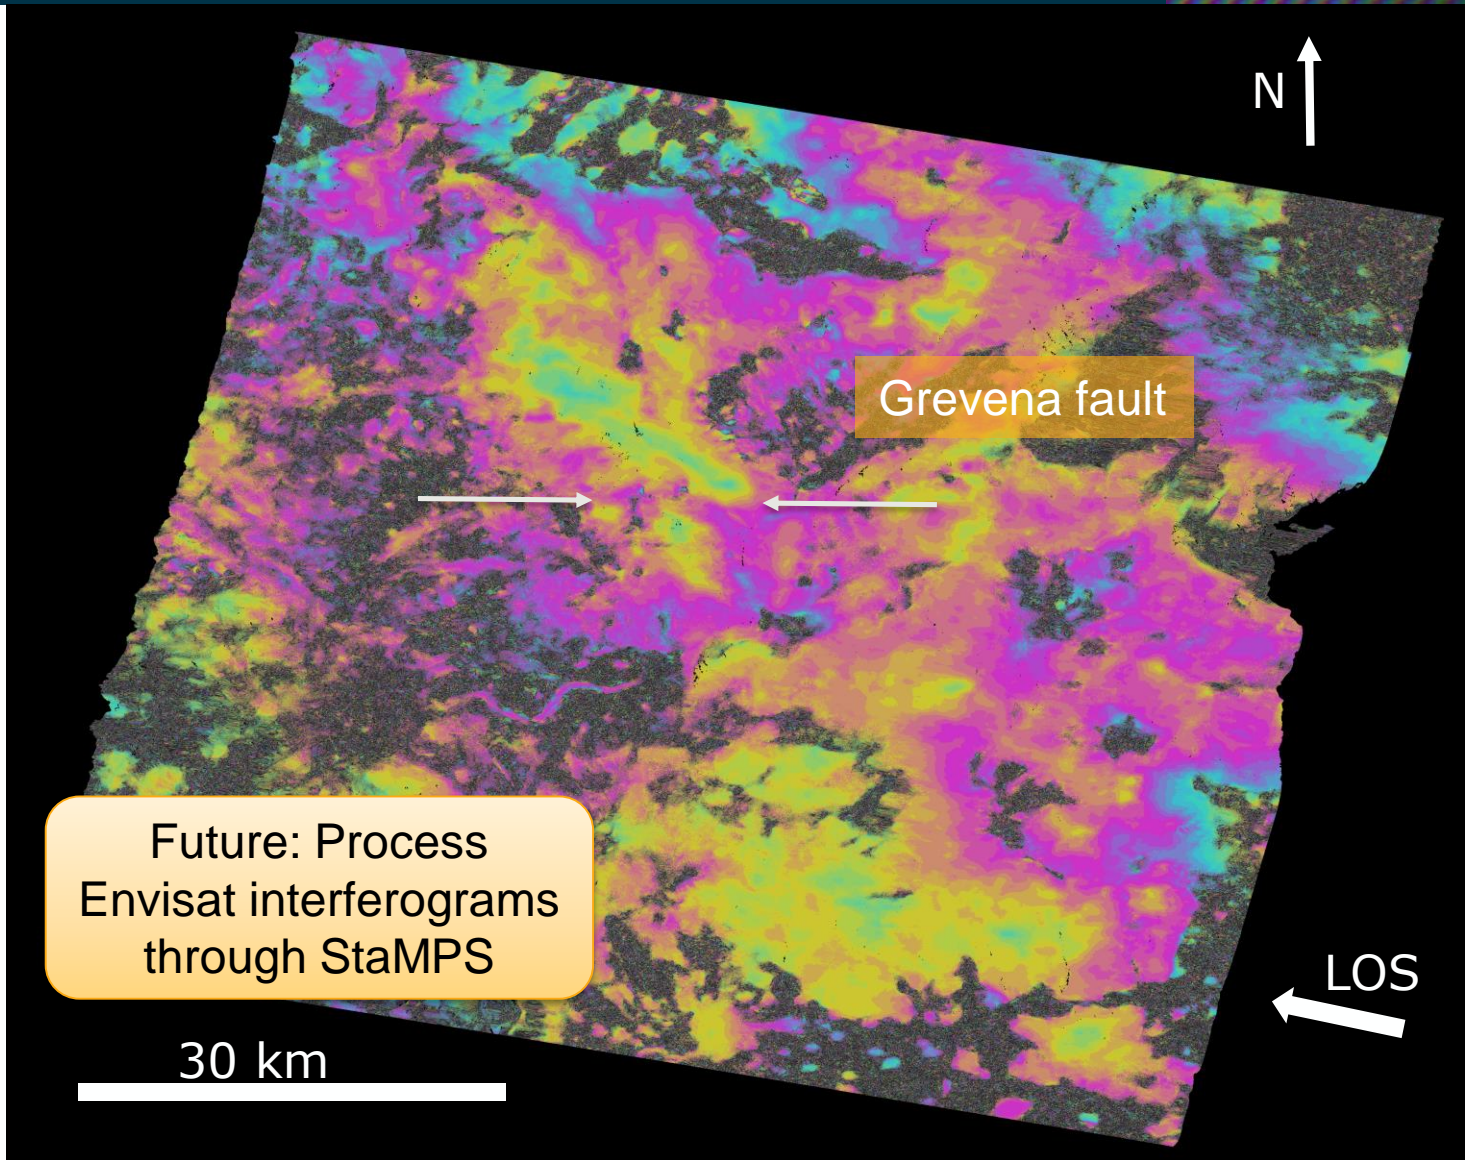 N
Grevena fault
Future: Process
Envisat interferograms
through StaMPS
LOS
30 km